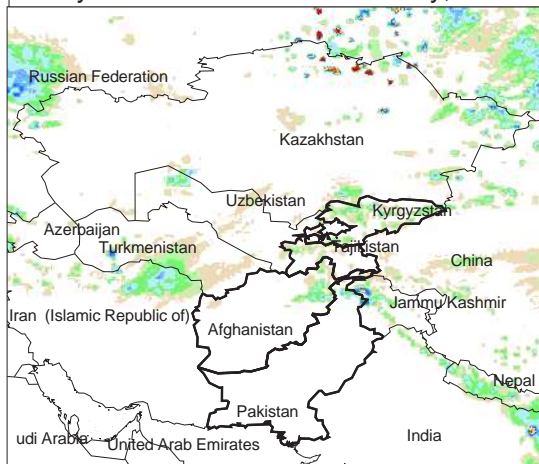 Russian Federation
Kazakhstan
Uzbekistan
Kyrgyzstan
Azerbaijan
Turkmenistan
Tajikistan
China
Iran (Islamic Republic of)
Jammu Kashmir
Afghanistan
Nepal
Pakistan
udi Arabia
United Arab Emirates
India